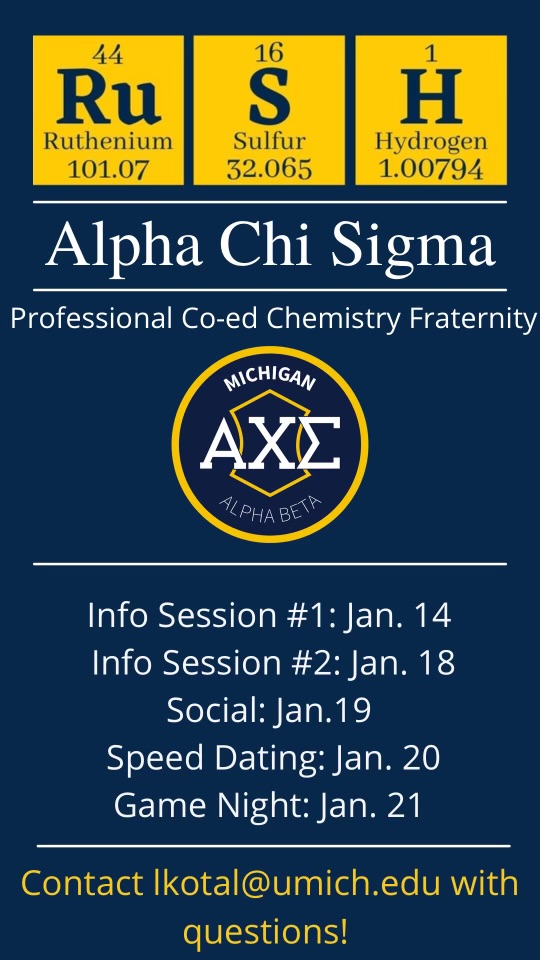 44
Ru
Ruthenium
101.07
16
S
Sulfur
32.065
1
H
Hydrogen
1.00794
Alpha Chi Sigma
Professional Co-ed Chemistry Fraternity
MICHIGAN
ΑΧΣ
ALPHA BETA
Info Session #1: Jan. 14
Info Session #2: Jan. 18
Social: Jan.19
Speed Dating: Jan. 20
Game Night: Jan. 21
Contact lkotal@umich.edu with
questions!